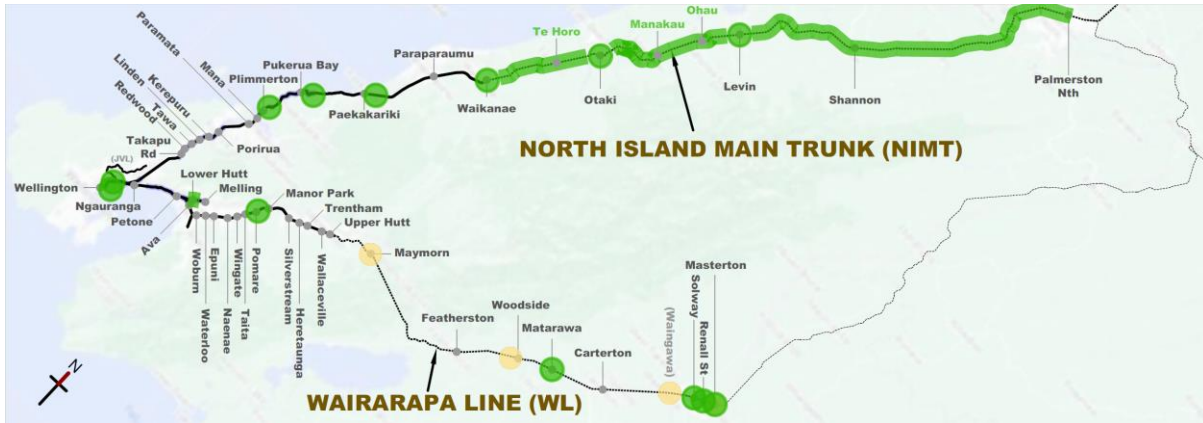 Te Horo
Manakau
Ohau
Paramata
Mana
Kerepuru
Linden
Tawa
Redwood
Takapu
Rd
Porirua
Plimmerton
Pukerua Bay
Paekakariki
Paraparaumu
Waikanae
Otaki
Levin
Shannon
Palmerston
Nth
NORTH ISLAND MAIN TRUNK (NIMT)
(JVL)
Wellington
Ngauranga
Petone
Ava
Lower Hutt
Melling
Woburn
Waterloo
Epuni
Naenae
Wingate
Taita
Pomare
Manor Park
Silverstream
Heretaunga
Trentham
Wallaceville
Upper Hutt
Maymorn
Featherston
Woodside
Matarawa
Carterton
(Waingawa)
Solway
Renall St
Masterton
WAIRARAPA LINE (WL)
N